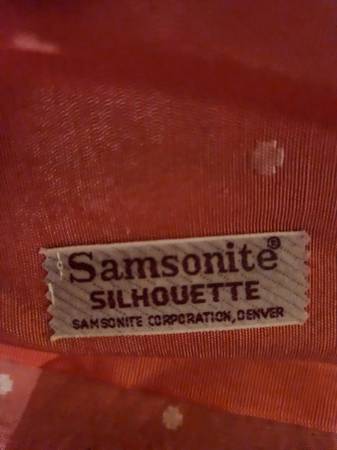 Samsonite®
SILHOUETTE
SAMSONITE CORPORATION, DENVER